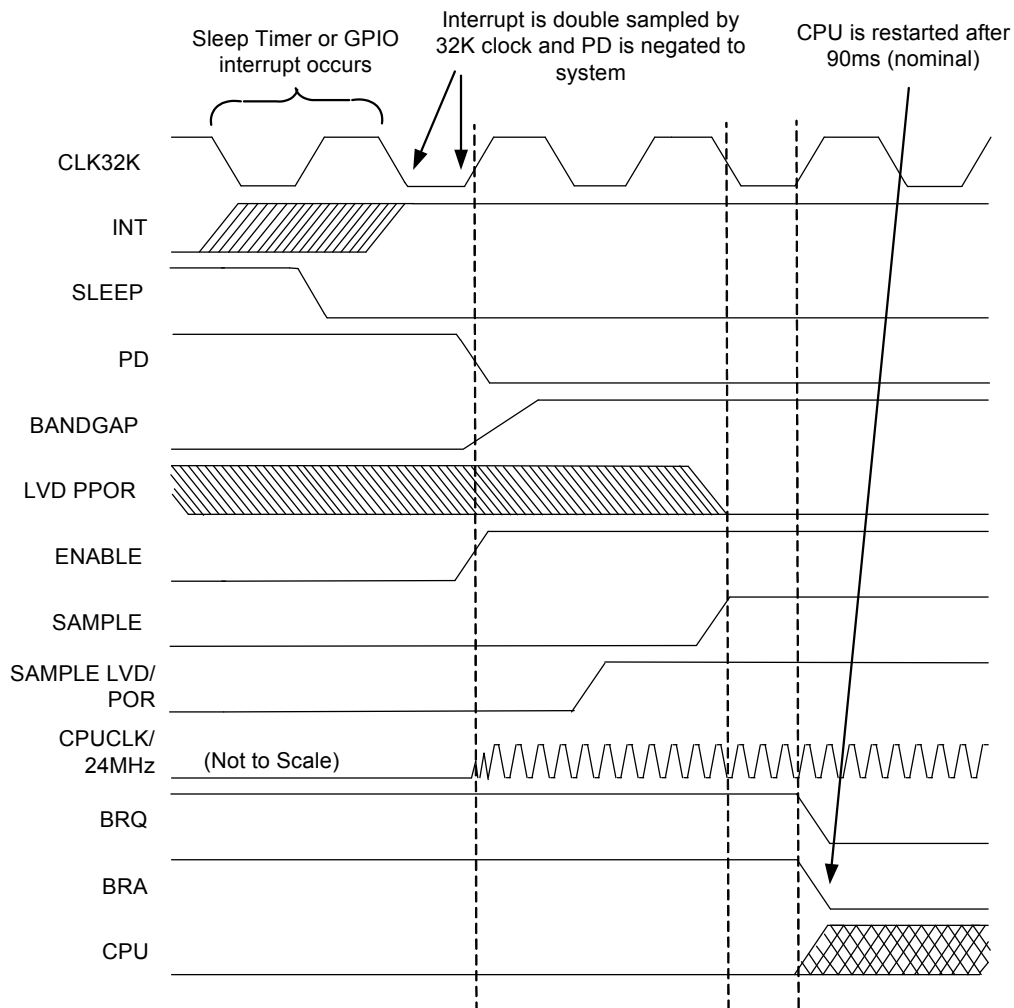 Sleep Timer or GPIO
interrupt occurs
Interrupt is double sampled by
32K clock and PD is negated to
system
CPU is restarted after
90ms (nominal)
CLK32K
INT
SLEEP
PD
BANDGAP
LVD PPOR
ENABLE
SAMPLE
SAMPLE LVD/
POR
CPUCLK/
24MHz
(Not to Scale)
BRQ
BRA
CPU